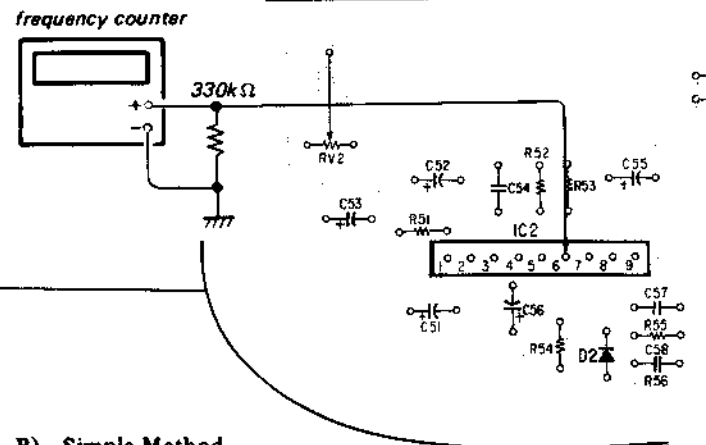 frequency counter
330kΩ
+
-
RV2
C52
R52
C54
R53
C55
C53
R51
IC2
1 2 3 4 5 6 7 8 9
C51
C56
C57
R55
C58
R56
R54
D2
B) Simple Method